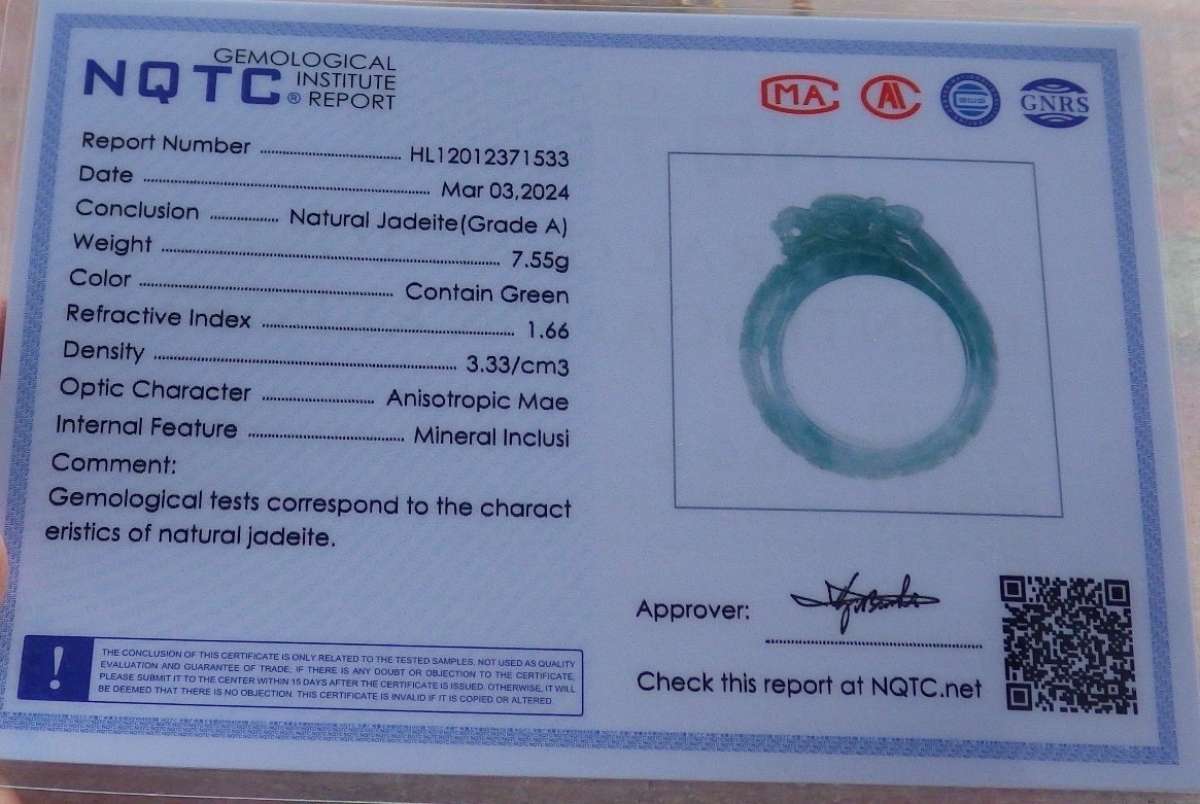 NQTC® GEMOLOGICAL INSTITUTE REPORT
MA
AL
GNRS
Report Number ........ HL12012371533
Date ........ Mar 03,2024
Conclusion ........ Natural Jadeite(Grade A)
Weight ........ 7.55g
Color ........ Contain Green
Refractive Index ........ 1.66
Density ........ 3.33/cm3
Optic Character ........ Anisotropic Mae
Internal Feature ........ Mineral Inclusi
Comment:
Gemological tests correspond to the charact
eristics of natural jadeite.
! THE CONCLUSION OF THIS CERTIFICATE IS ONLY RELATED TO THE TESTED SAMPLES. NOT USED AS QUALITY
EVALUATION AND GUARANTEE OF TRADE. IF THERE IS ANY DOUBT OR OBJECTION TO THE CERTIFICATE,
PLEASE SUBMIT IT TO THE CENTER WITHIN 15 DAYS AFTER THE CERTIFICATE IS ISSUED. OTHERWISE, IT WILL
BE DEEMED THAT THERE IS NO OBJECTION. THIS CERTIFICATE IS INVALID IF IT IS COPIED OR ALTERED.
Approver:
Check this report at NQTC.net